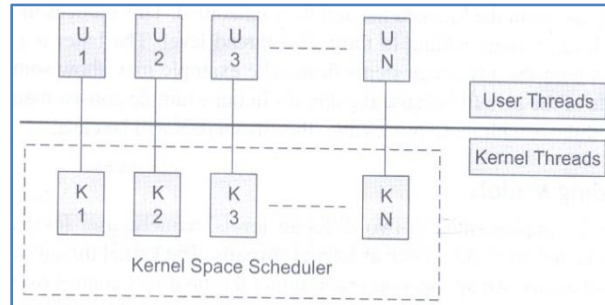 U 1
U 2
U 3
U N
User Threads
Kernel Threads
K 1
K 2
K 3
K N
Kernel Space Scheduler